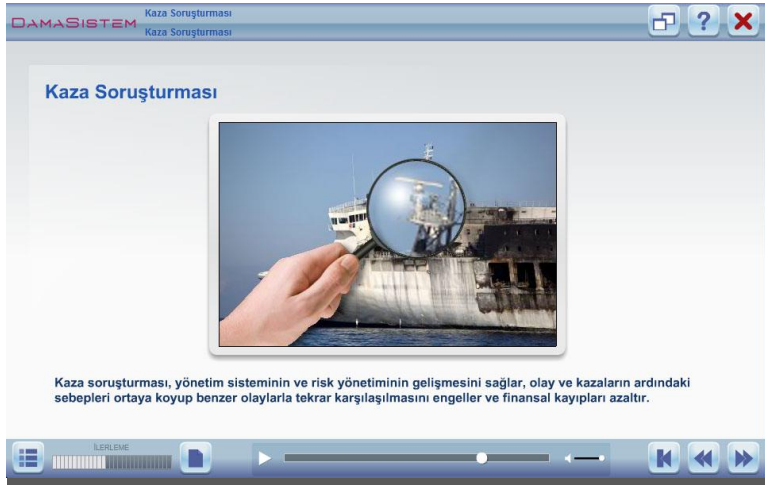 DAMASISTEM
Kaza Soruşturması
Kaza Soruşturması
?
Kaza Soruşturması
Kaza soruşturması, yönetim sisteminin ve risk yönetiminin gelişmesini sağlar, olay ve kazaların ardındaki
sebepleri ortaya koyup benzer olaylarla tekrar karşılaşılmasını engeller ve finansal kayıpları azaltır.
İLERLEME